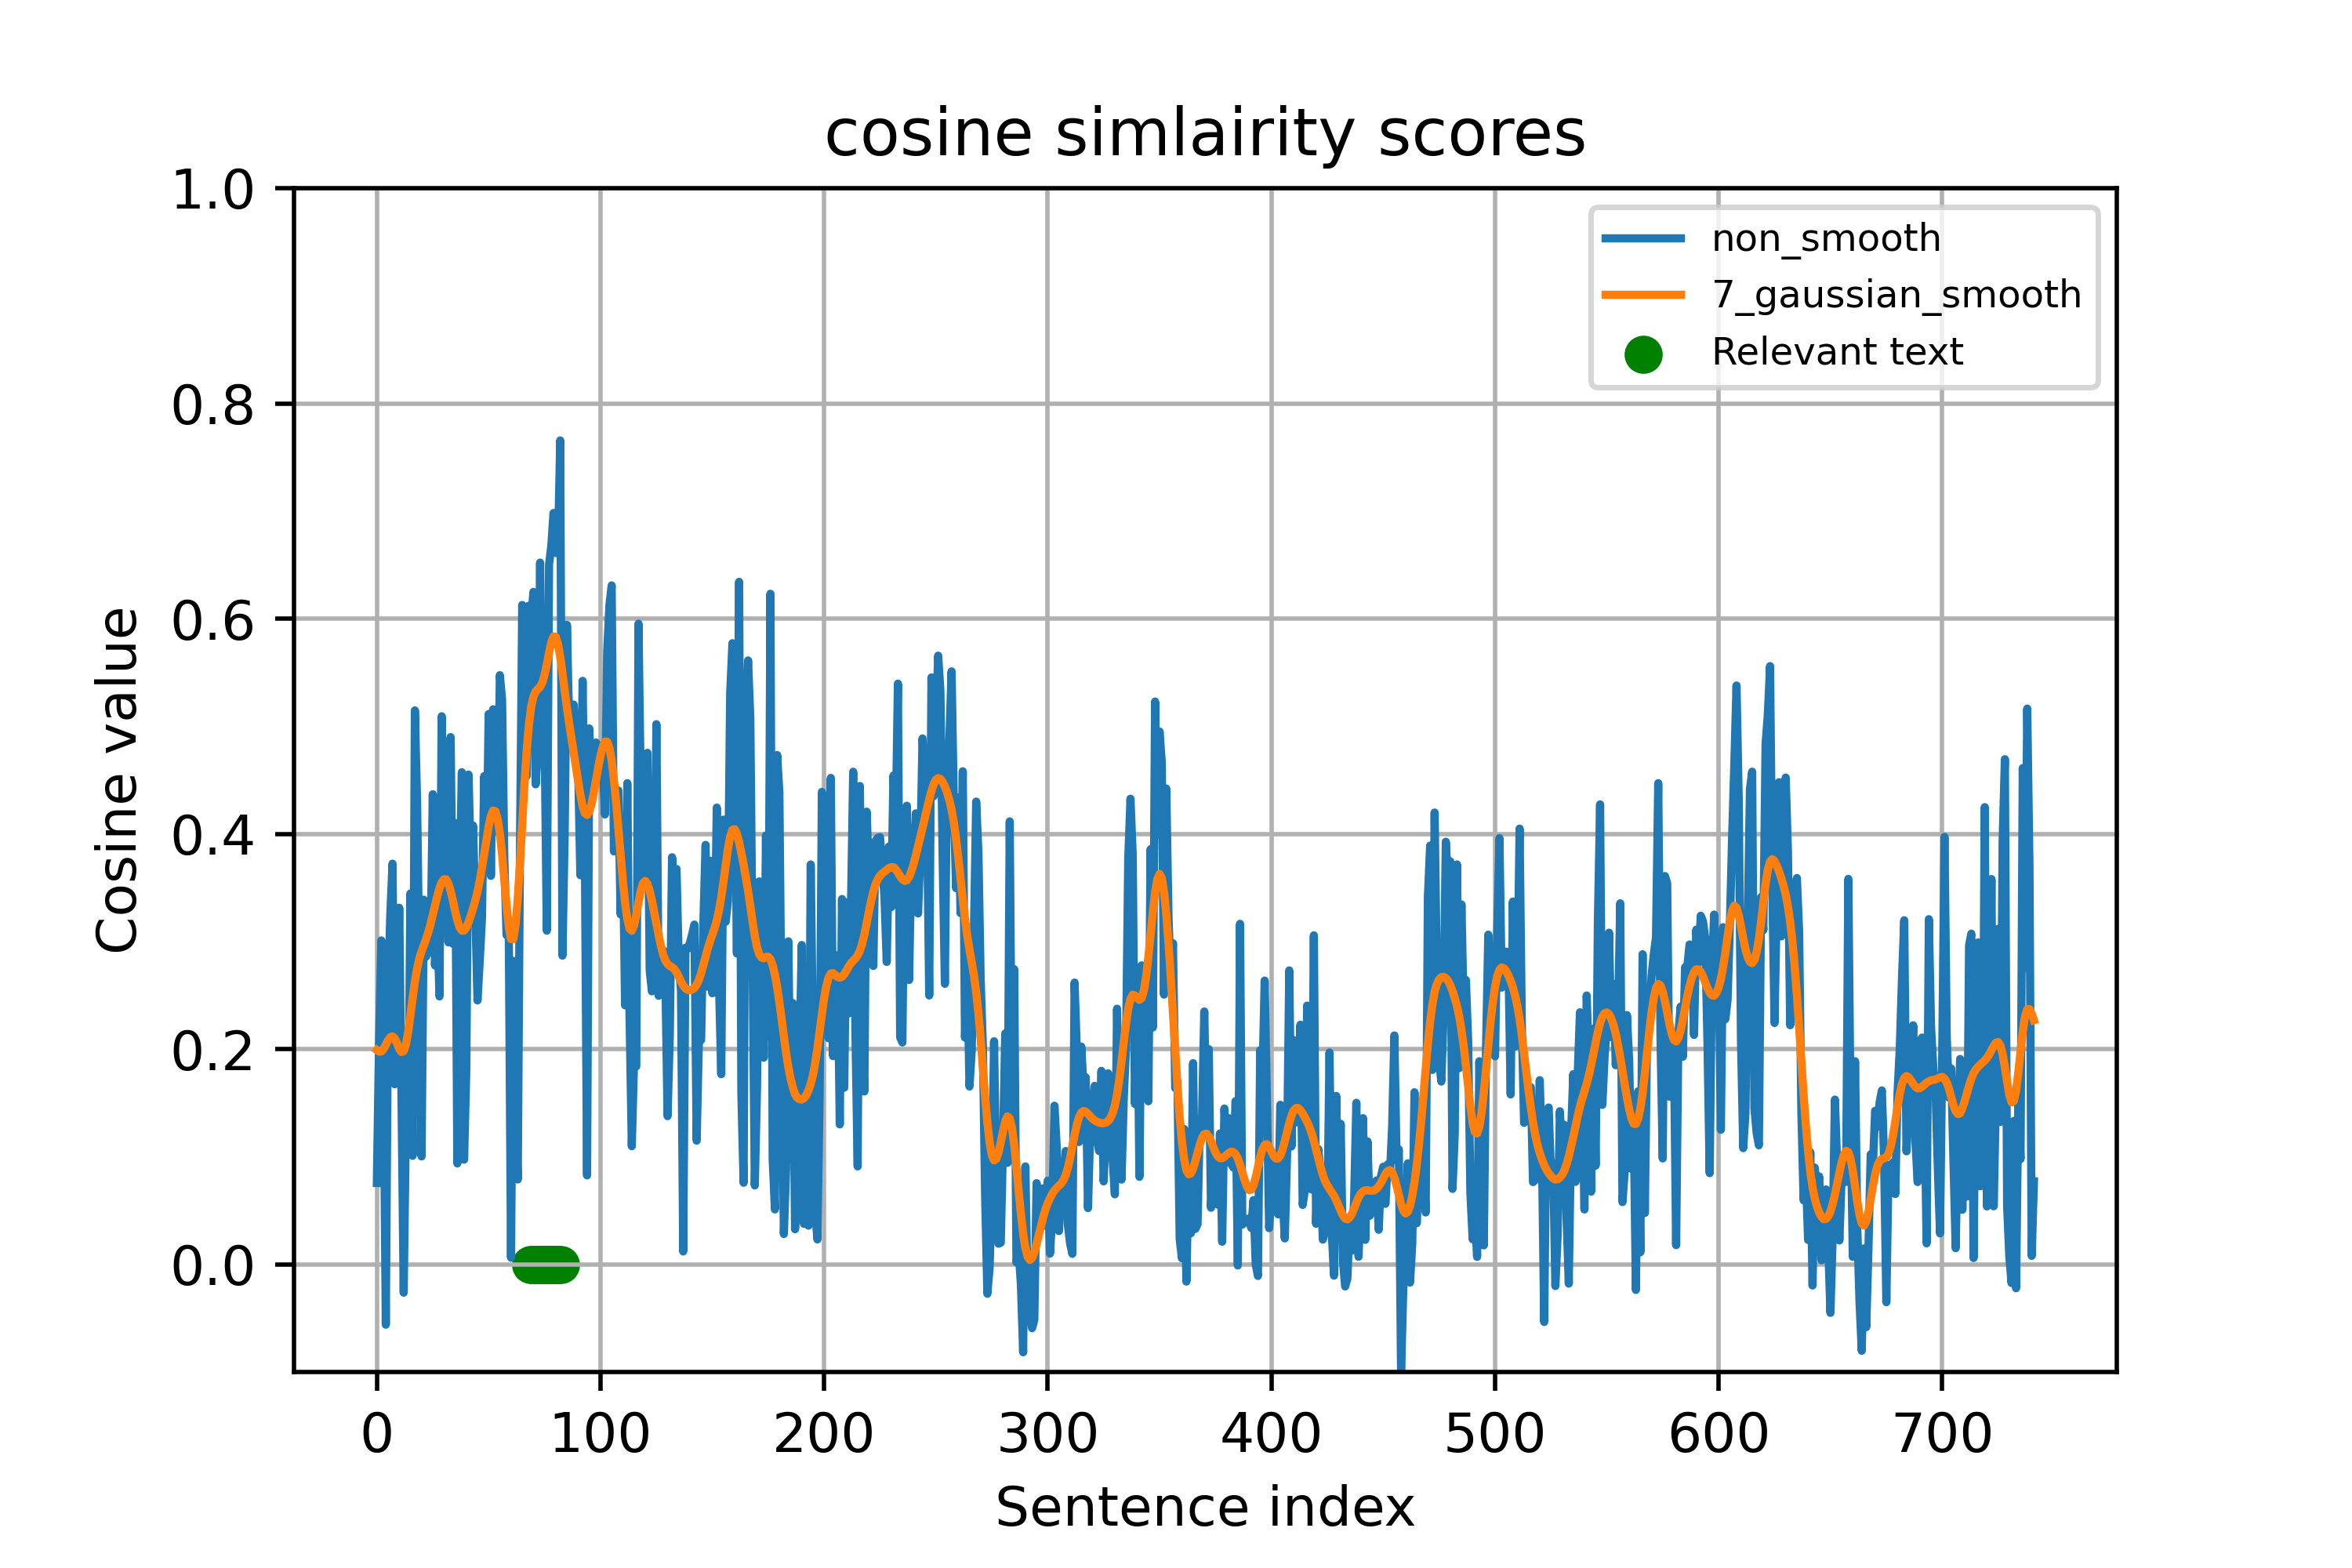 cosine simlairity scores
1.0
0.8
0.6
0.4
0.2
0.0
Cosine value
non_smooth
7_gaussian_smooth
Relevant text
0 100 200 300 400 500 600 700
Sentence index